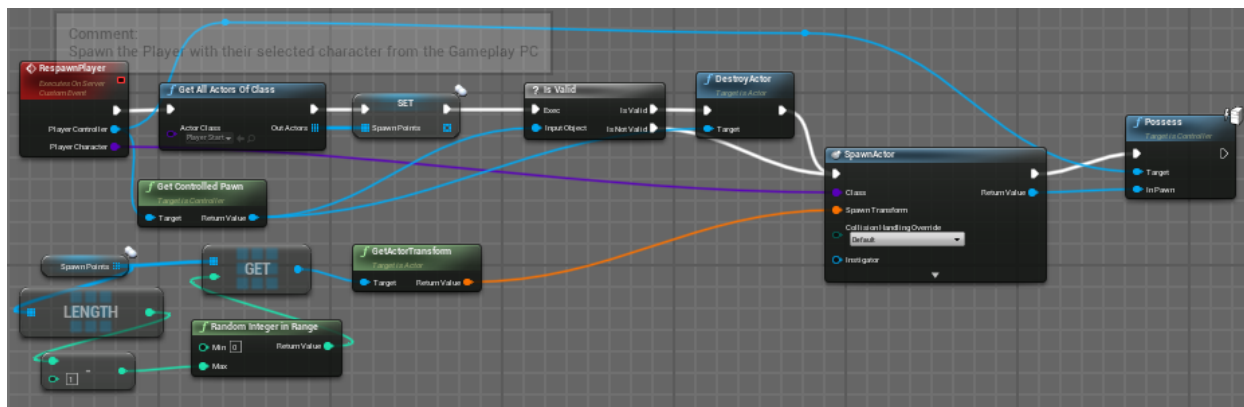 Comment:
Spawn the Player with their selected character from the Gameplay PC
RespawnPlayer
Executes On Server
Custom Event
Player Controller
Player Character
Get All Actors Of Class
Actor Class
Player Start
Out Actors
SET
SpawnPoints
? Is Valid
Exec
Is Valid
Input Object
Is Not Valid
DestroyActor
Target is Actor
Target
Possess
Target is Controller
Target
In Pawn
SpawnActor
Class
Return Value
Spawn Transform
Collision Handling Override
Default
Instigator
Get Controlled Pawn
Target is Controller
Target
Return Value
SpawnPoints
GET
GetActorTransform
Target is Actor
Target
Return Value
LENGTH
Random Integer in Range
Min 0
Return Value
Max
-
1